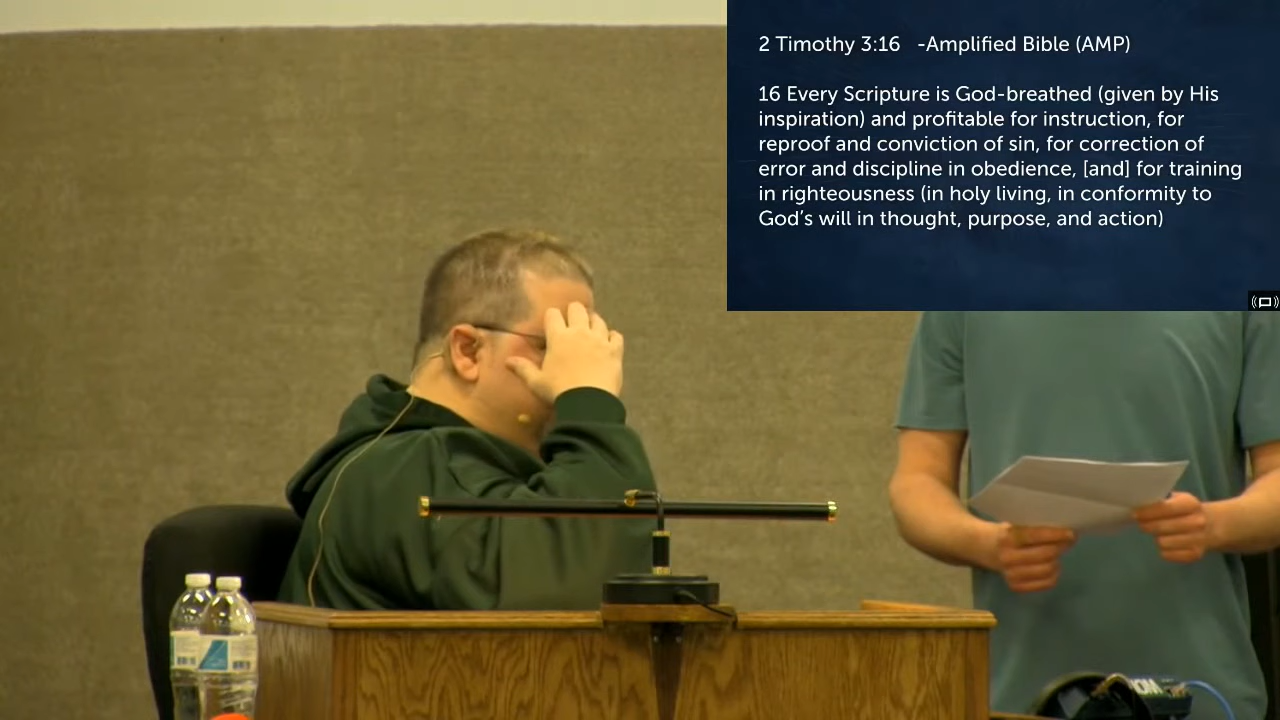 2 Timothy 3:16 -Amplified Bible (AMP)
16 Every Scripture is God-breathed (given by His
inspiration) and profitable for instruction, for
reproof and conviction of sin, for correction of
error and discipline in obedience, [and] for training
in righteousness (in holy living, in conformity to
God's will in thought, purpose, and action)